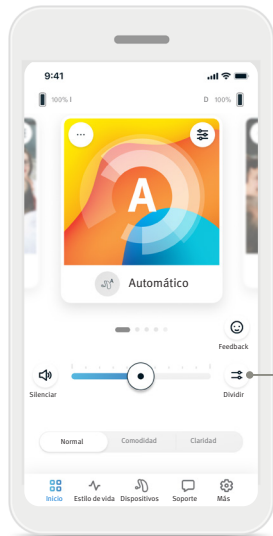 9:41
100% I
D 100%
A
Automático
Feedback
Silenciar
Dividir
Normal Comodidad Claridad
Inicio Estilo de vida Dispositivos Soporte Más